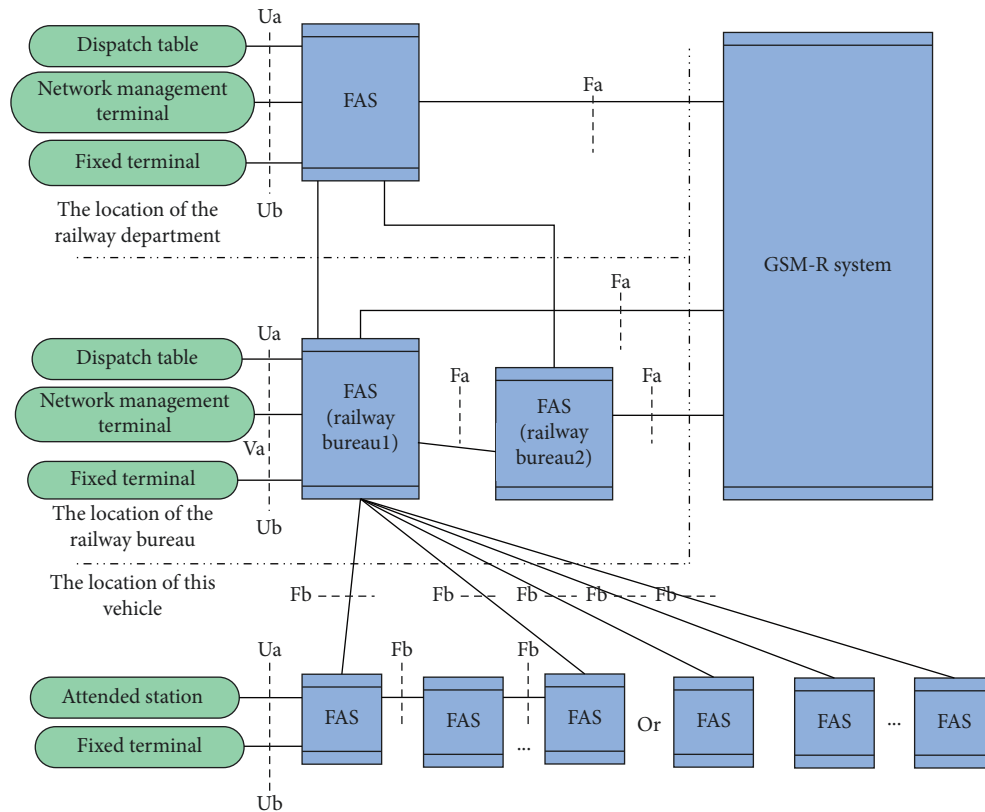 Ua
Dispatch table
Network management
terminal
Fixed terminal
Ub
The location of the
railway department
FAS
Fa
GSM-R system
Fa
Ua
Dispatch table
Network management
terminal
Va
Fixed terminal
Ub
The location of the
railway bureau
FAS
(railway
bureau1)
Fa
FAS
(railway
bureau2)
Fa
The location of this
vehicle
Fb
Fb
Fb
Fb
Fb
Ua
Attended station
Fixed terminal
Ub
FAS
Fb
FAS
Fb
...
FAS
Or
FAS
FAS
...
FAS